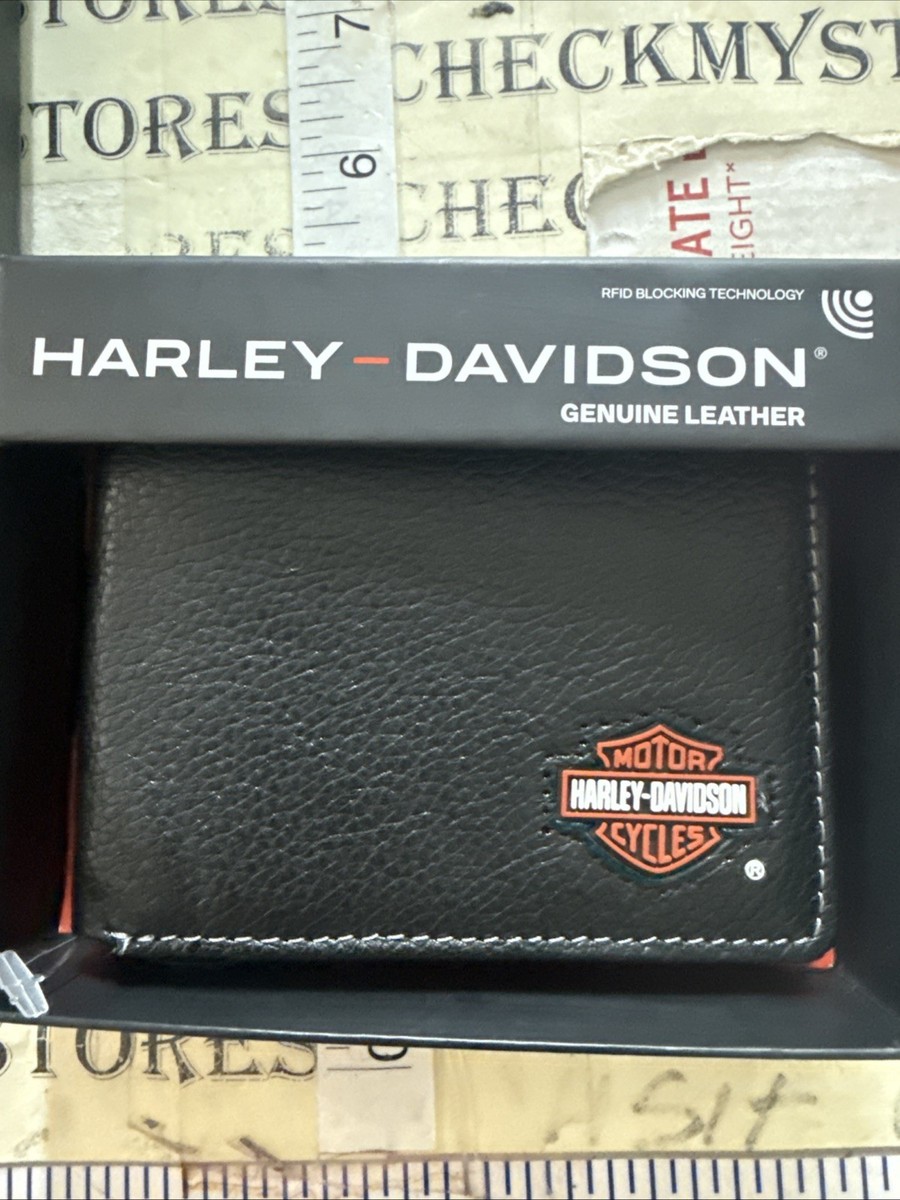 TORES
7
CHECKMYST
STORES
6
CHEC
ATE
EIGHT*
RFID BLOCKING TECHNOLOGY
HARLEY-DAVIDSON®
GENUINE LEATHER
MOTOR
HARLEY-DAVIDSON
CYCLES
®
STORES